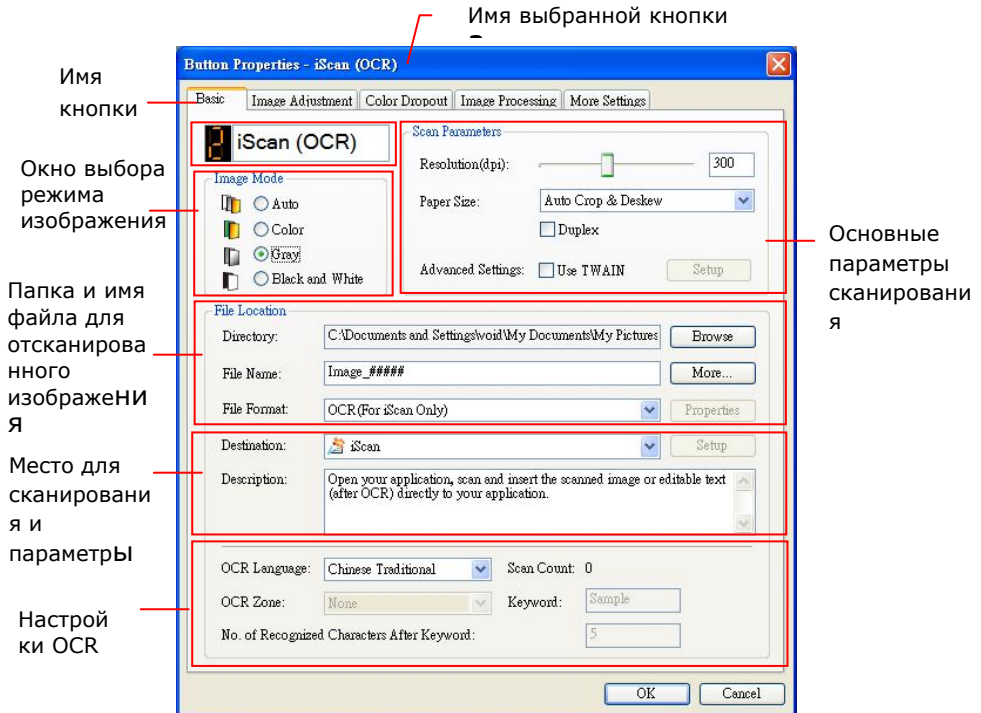 Имя выбранной кнопки
Button Properties - iScan (OCR)
Имя
кнопки
Basic Image Adjustment Color Dropout Image Processing More Settings
2 iScan (OCR)
Окно выбора
режима
изображения
Image Mode
Auto
Color
Gray
Black and White
Scan Parameters
Resolution(dpi): 300
Paper Size: Auto Crop & Deskew
Duplex
Advanced Settings: Use TWAIN Setup
Основные
параметры
сканировани
я
Папка и имя
файла для
отсканирова
нного
изображения
я
File Location
Directory: C:\Documents and Settings\void\My Documents\My Pictures Browse
File Name: Image_##### More...
File Format: OCR(For iScan Only) Properties
Место для
сканировани
я и
параметры
Destination: iScan Setup
Description: Open your application, scan and insert the scanned image or editable text
(after OCR) directly to your application.
Настрой
ки OCR
OCR Language: Chinese Traditional Scan Count: 0
OCR Zone: None Keyword: Sample
No. of Recognized Characters After Keyword: 5
OK Cancel